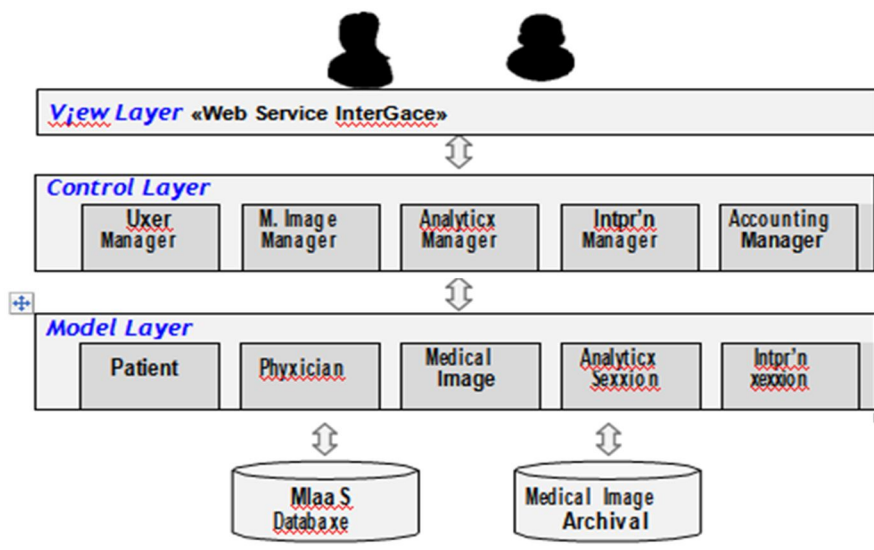 V¡ew Layer «Web Service InterGace»
Control Layer
Uxer
Manager
M. Image
Manager
Analyticx
Manager
Intpr'n
Manager
Accounting
Manager
Model Layer
Patient
Phyxician
Medical
Image
Analyticx
Sexxion
Intpr'n
xexxion
MIaaS
Databaxe
Medical Image
Archival